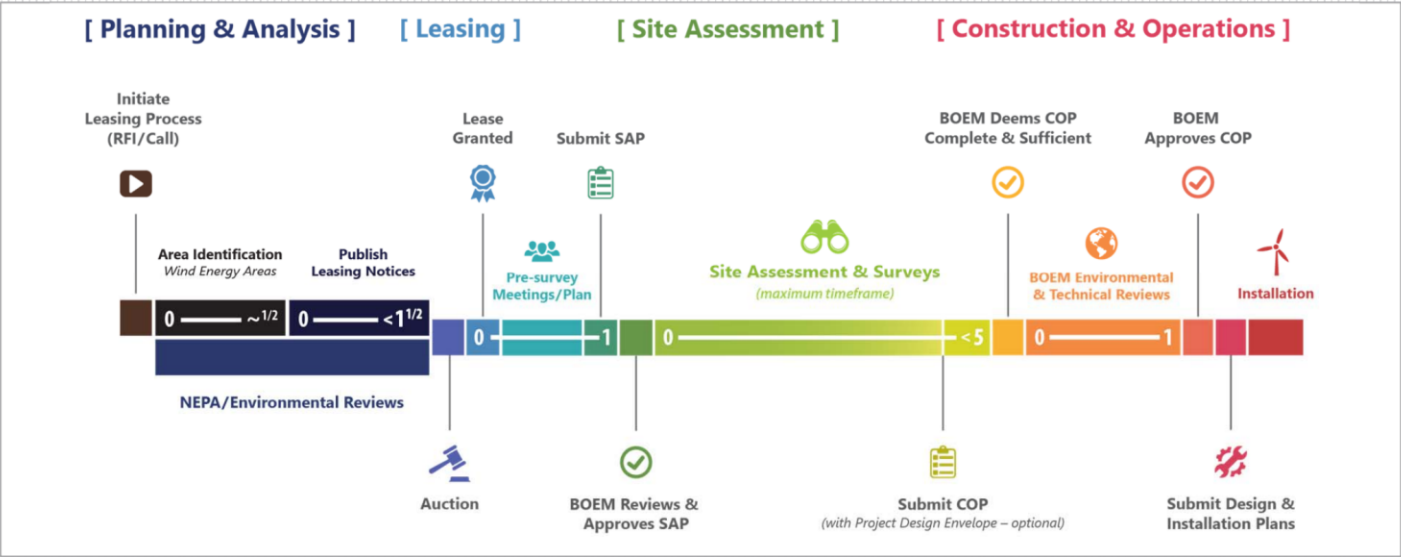 [ Planning & Analysis ]
[ Leasing ]
[ Site Assessment ]
[ Construction & Operations ]
Initiate
Leasing Process
(RFI/Call)
Lease
Granted
Submit SAP
BOEM Deems COP
Complete & Sufficient
BOEM
Approves COP
Area Identification
Wind Energy Areas
Publish
Leasing Notices
Pre-survey
Meetings/Plan
Site Assessment & Surveys
(maximum timeframe)
BOEM Environmental
& Technical Reviews
Installation
0 ~1/2
0 <11/2
0 1
0 <5
0 1
NEPA/Environmental Reviews
Auction
BOEM Reviews &
Approves SAP
Submit COP
(with Project Design Envelope – optional)
Submit Design &
Installation Plans